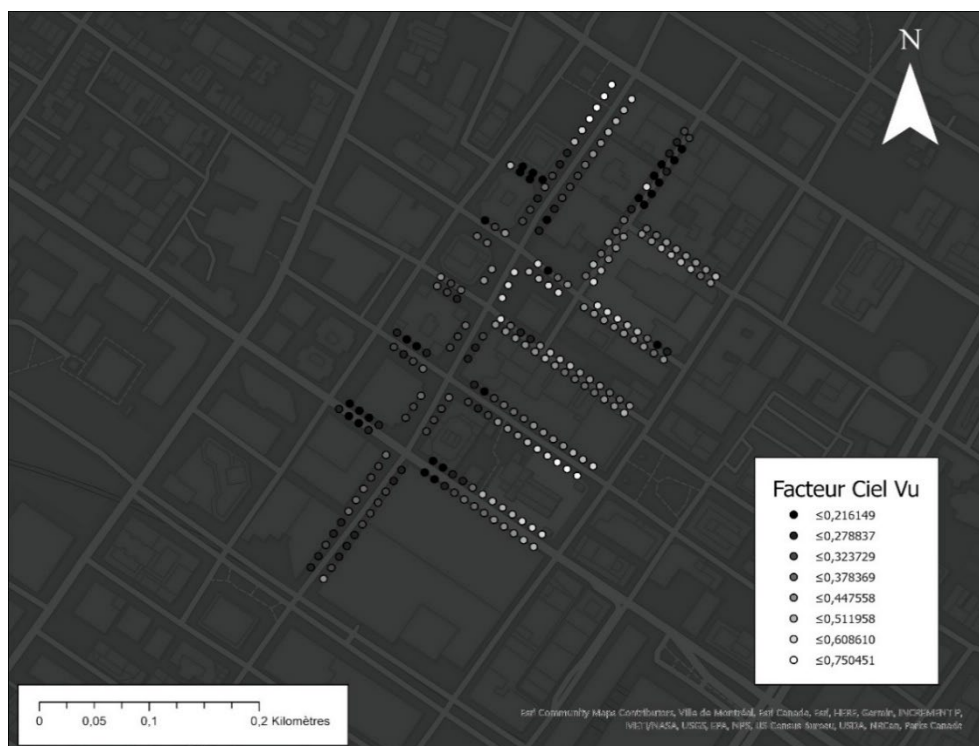 N
Facteur Ciel Vu
≤0,216149
≤0,278837
≤0,323729
≤0,378369
≤0,447558
≤0,511958
≤0,608610
≤0,750451
0 0,05 0,1 0,2 Kilomètres
Esri Community Maps Contributors, Ville de Montréal, Esri Canada, Esri, HERE, Garmin, INCREMENT P,
METI/NASA, USGS, EPA, NPS, US Census Bureau, USDA, NRCan, Parks Canada